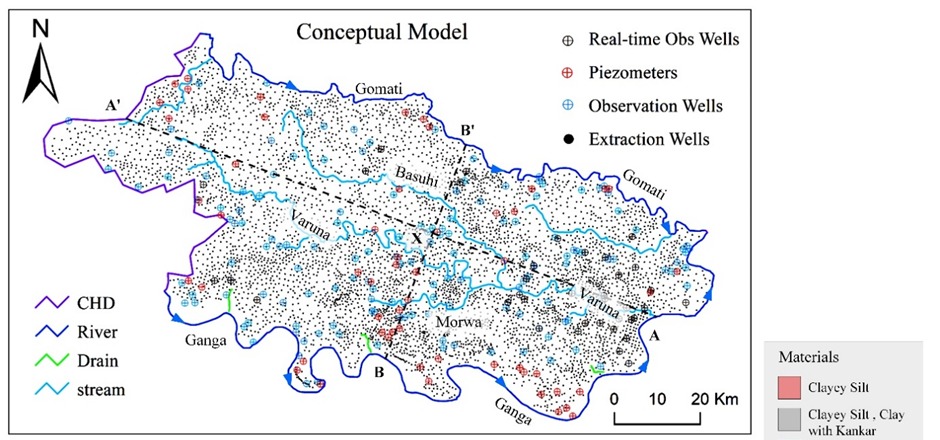 N
Conceptual Model
Real-time Obs Wells
Piezometers
Observation Wells
Extraction Wells
Gomati
A'
B'
Basuhi
Gomati
Varuna
X
Varuna
CHD
River
Drain
stream
Ganga
Morwa
A
B
Ganga
0 10 20 Km
Materials
Clayey Silt
Clayey Silt , Clay
with Kankar